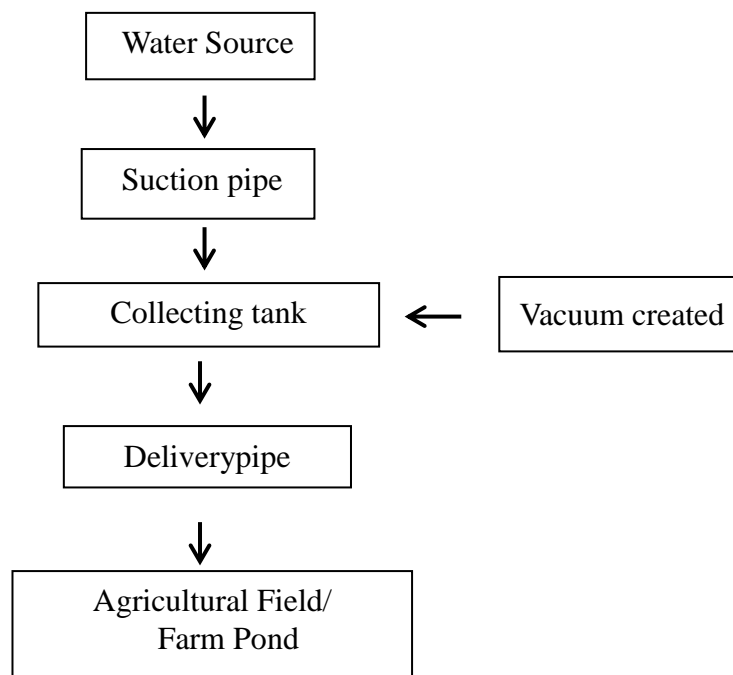 Water Source
Suction pipe
Collecting tank
Vacuum created
Deliverypipe
Agricultural Field/
Farm Pond